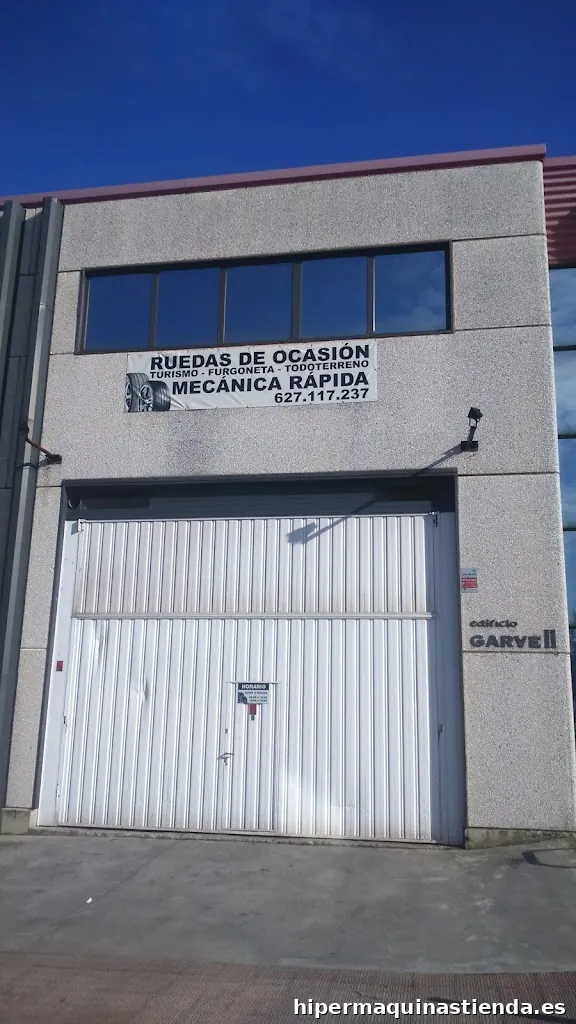 RUEDAS DE OCASIÓN
TURISMO - FURGONETA - TODOTERRENO
MECÁNICA RÁPIDA
627.117.237
edificio
GARVE II
HORARIO
hipermaquinastienda.es